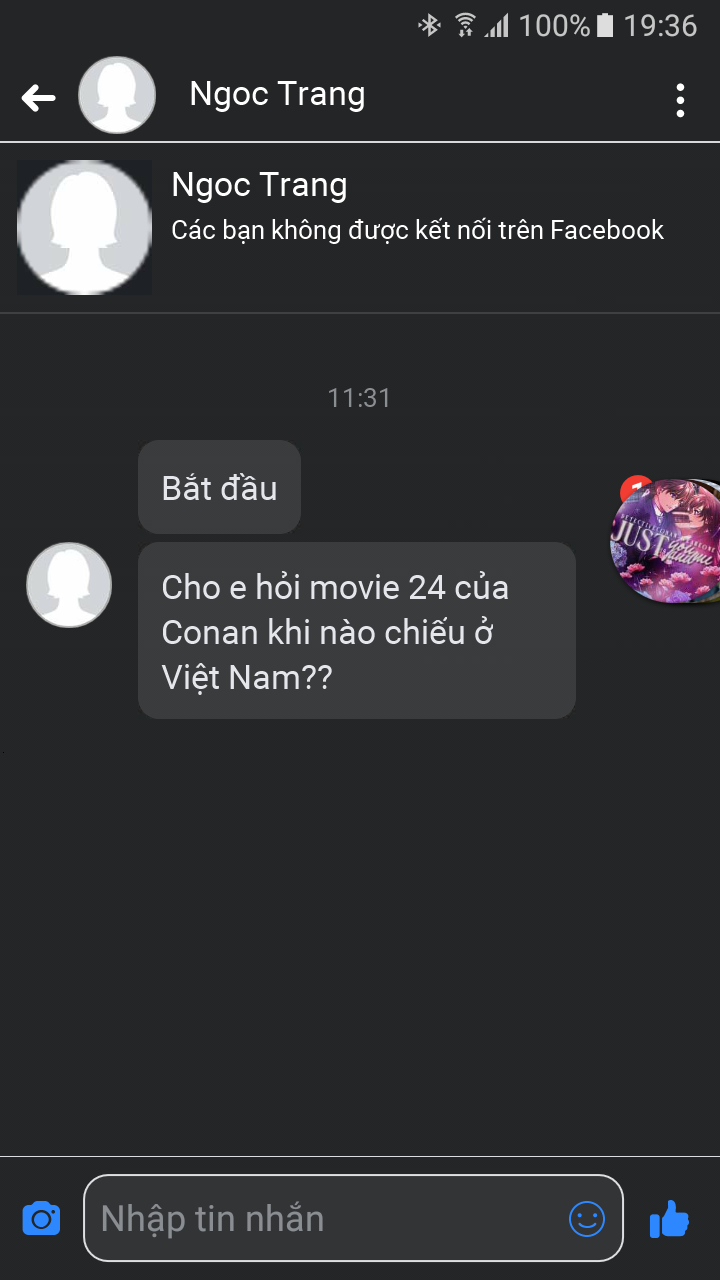 100% 19:36
Ngoc Trang
Ngoc Trang
Các bạn không được kết nối trên Facebook
11:31
Bắt đầu
JUST
Cho e hỏi movie 24 của
Conan khi nào chiếu ở
Việt Nam??
Nhập tin nhắn